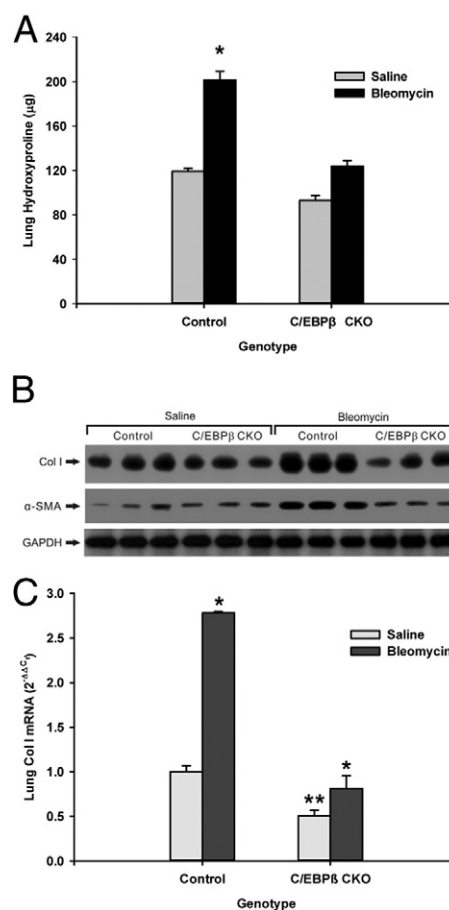 A
240
200
160
120
80
40
0
Lung Hydroxyproline (µg)
*
Saline
Bleomycin
Control
C/EBPβ CKO
Genotype
B
Saline
Bleomycin
Control
C/EBPβ CKO
Control
C/EBPβ CKO
Col I
α-SMA
GAPDH
C
3.0
2.5
2.0
1.5
1.0
0.5
0.0
Lung Col I mRNA (2^-ΔΔCt)
*
Saline
Bleomycin
**
*
Control
C/EBPβ CKO
Genotype